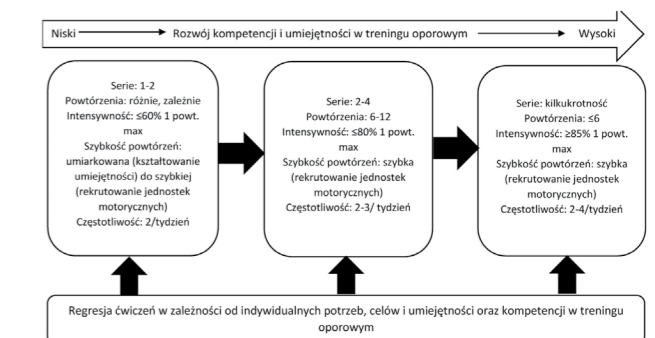 Niski Rozwój kompetencji i umiejętności w treningu oporowym Wysoki
Serie: 1-2
Powtórzenia: różnie, zależnie
Intensywność: ≤60% 1 powt.
max
Szybkość powtórzeń:
umiarkowana (kształtowanie
umiejętności) do szybkiej
(rekrutowanie jednostek
motorycznych)
Częstotliwość: 2/tydzień
Serie: 2-4
Powtórzenia: 6-12
Intensywność: ≤80% 1 powt.
max
Szybkość powtórzeń: szybka
(rekrutowanie jednostek
motorycznych)
Częstotliwość: 2-3/ tydzień
Serie: kilkukrotność
Powtórzenia: ≤6
Intensywność: ≥85% 1 powt.
max
Szybkość powtórzeń: szybka
(rekrutowanie jednostek
motorycznych)
Częstotliwość: 2-4/tydzień
Regresja ćwiczeń w zależności od indywidualnych potrzeb, celów i umiejętności oraz kompetencji w treningu
oporowym